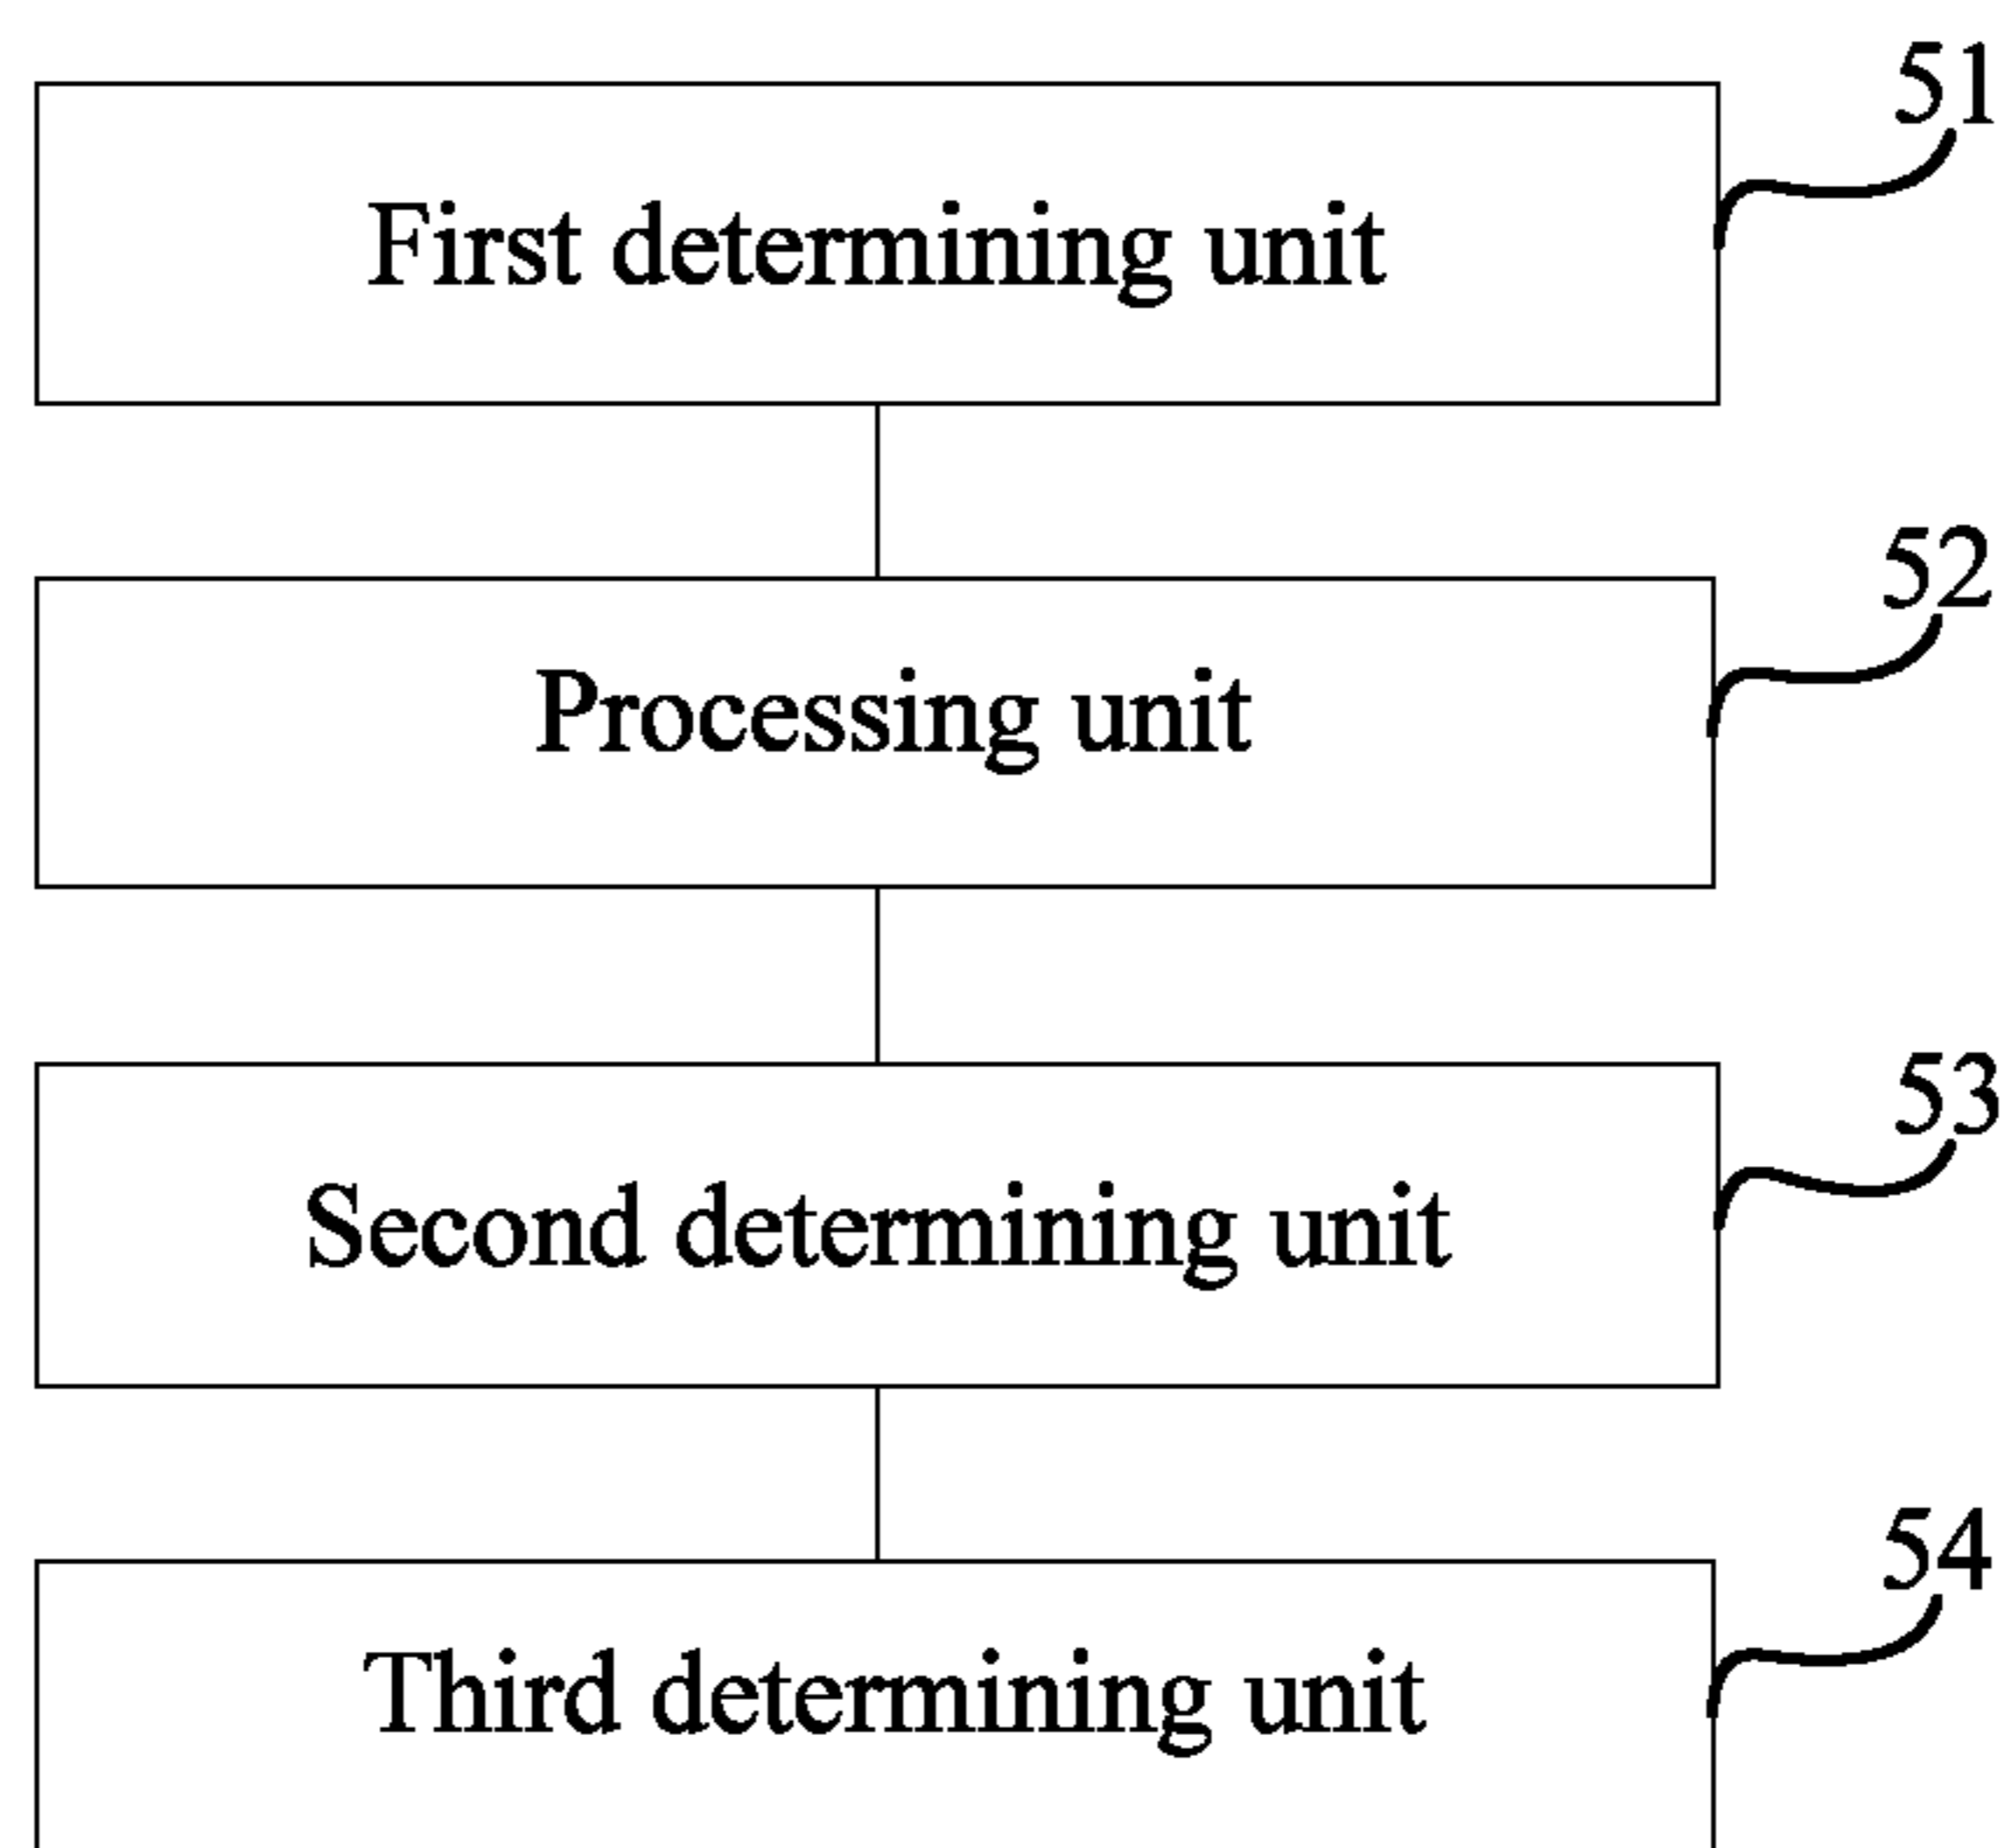 51
First determining unit
52
Processing unit
53
Second determining unit
54
Third determining unit